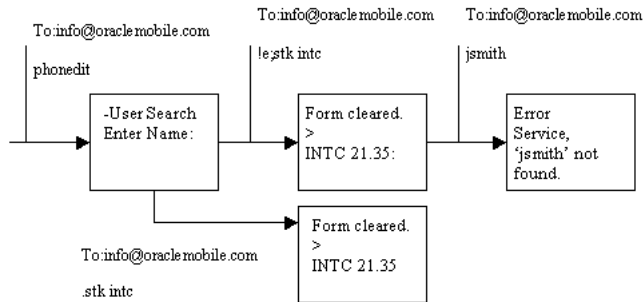 To:info@oraclemobile.com
phonedit
-User Search
Enter Name:
To:info@oraclemobile.com
!e;stk intc
Form cleared.
>
INTC 21.35:
To:info@oraclemobile.com
jsmith
Error
Service,
‘jsmith’ not
found.
To:info@oraclemobile.com
.stk intc
Form cleared.
>
INTC 21.35